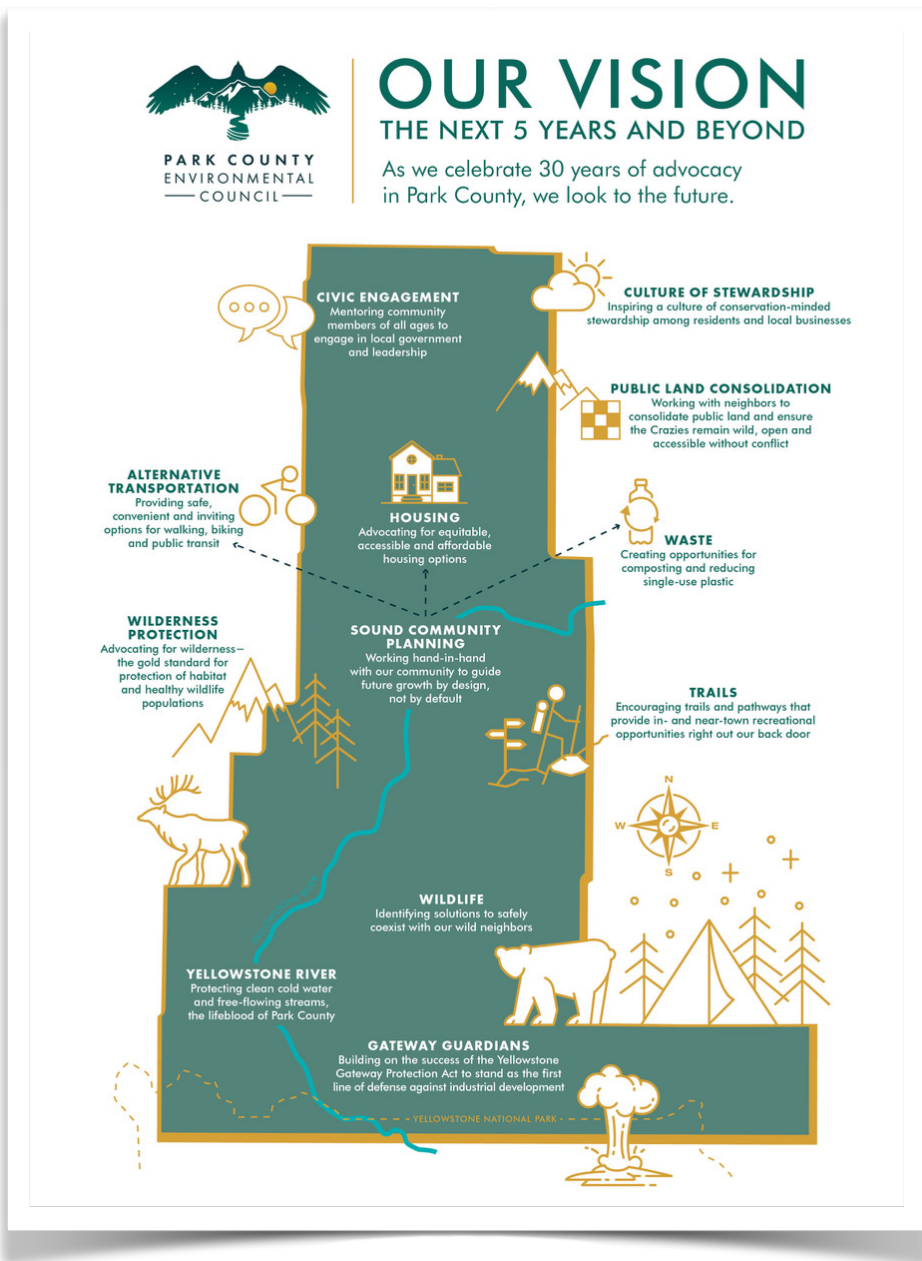 OUR VISION
THE NEXT 5 YEARS AND BEYOND
As we celebrate 30 years of advocacy
in Park County, we look to the future.
PARK COUNTY
ENVIRONMENTAL
COUNCIL
CIVIC ENGAGEMENT
Mentoring community
members of all ages to
engage in local government
and leadership
CULTURE OF STEWARDSHIP
Inspiring a culture of conservation-minded
stewardship among residents and local businesses
PUBLIC LAND CONSOLIDATION
Working with neighbors to
consolidate public land and ensure
the Crazies remain wild, open and
accessible without conflict
ALTERNATIVE
TRANSPORTATION
Providing safe,
convenient and inviting
options for walking, biking
and public transit
HOUSING
Advocating for equitable,
accessible and affordable
housing options
WASTE
Creating opportunities for
composting and reducing
single-use plastic
WILDERNESS
PROTECTION
Advocating for wilderness—
the gold standard for
protection of habitat
and healthy wildlife
populations
SOUND COMMUNITY
PLANNING
Working hand-in-hand
with our community to guide
future growth by design,
not by default
TRAILS
Encouraging trails and pathways that
provide in- and near-town recreational
opportunities right out our back door
N
W
E
S
WILDLIFE
Identifying solutions to safely
coexist with our wild neighbors
YELLOWSTONE RIVER
Protecting clean cold water
and free-flowing streams,
the lifeblood of Park County
GATEWAY GUARDIANS
Building on the success of the Yellowstone
Gateway Protection Act to stand as the first
line of defense against industrial development
YELLOWSTONE NATIONAL PARK